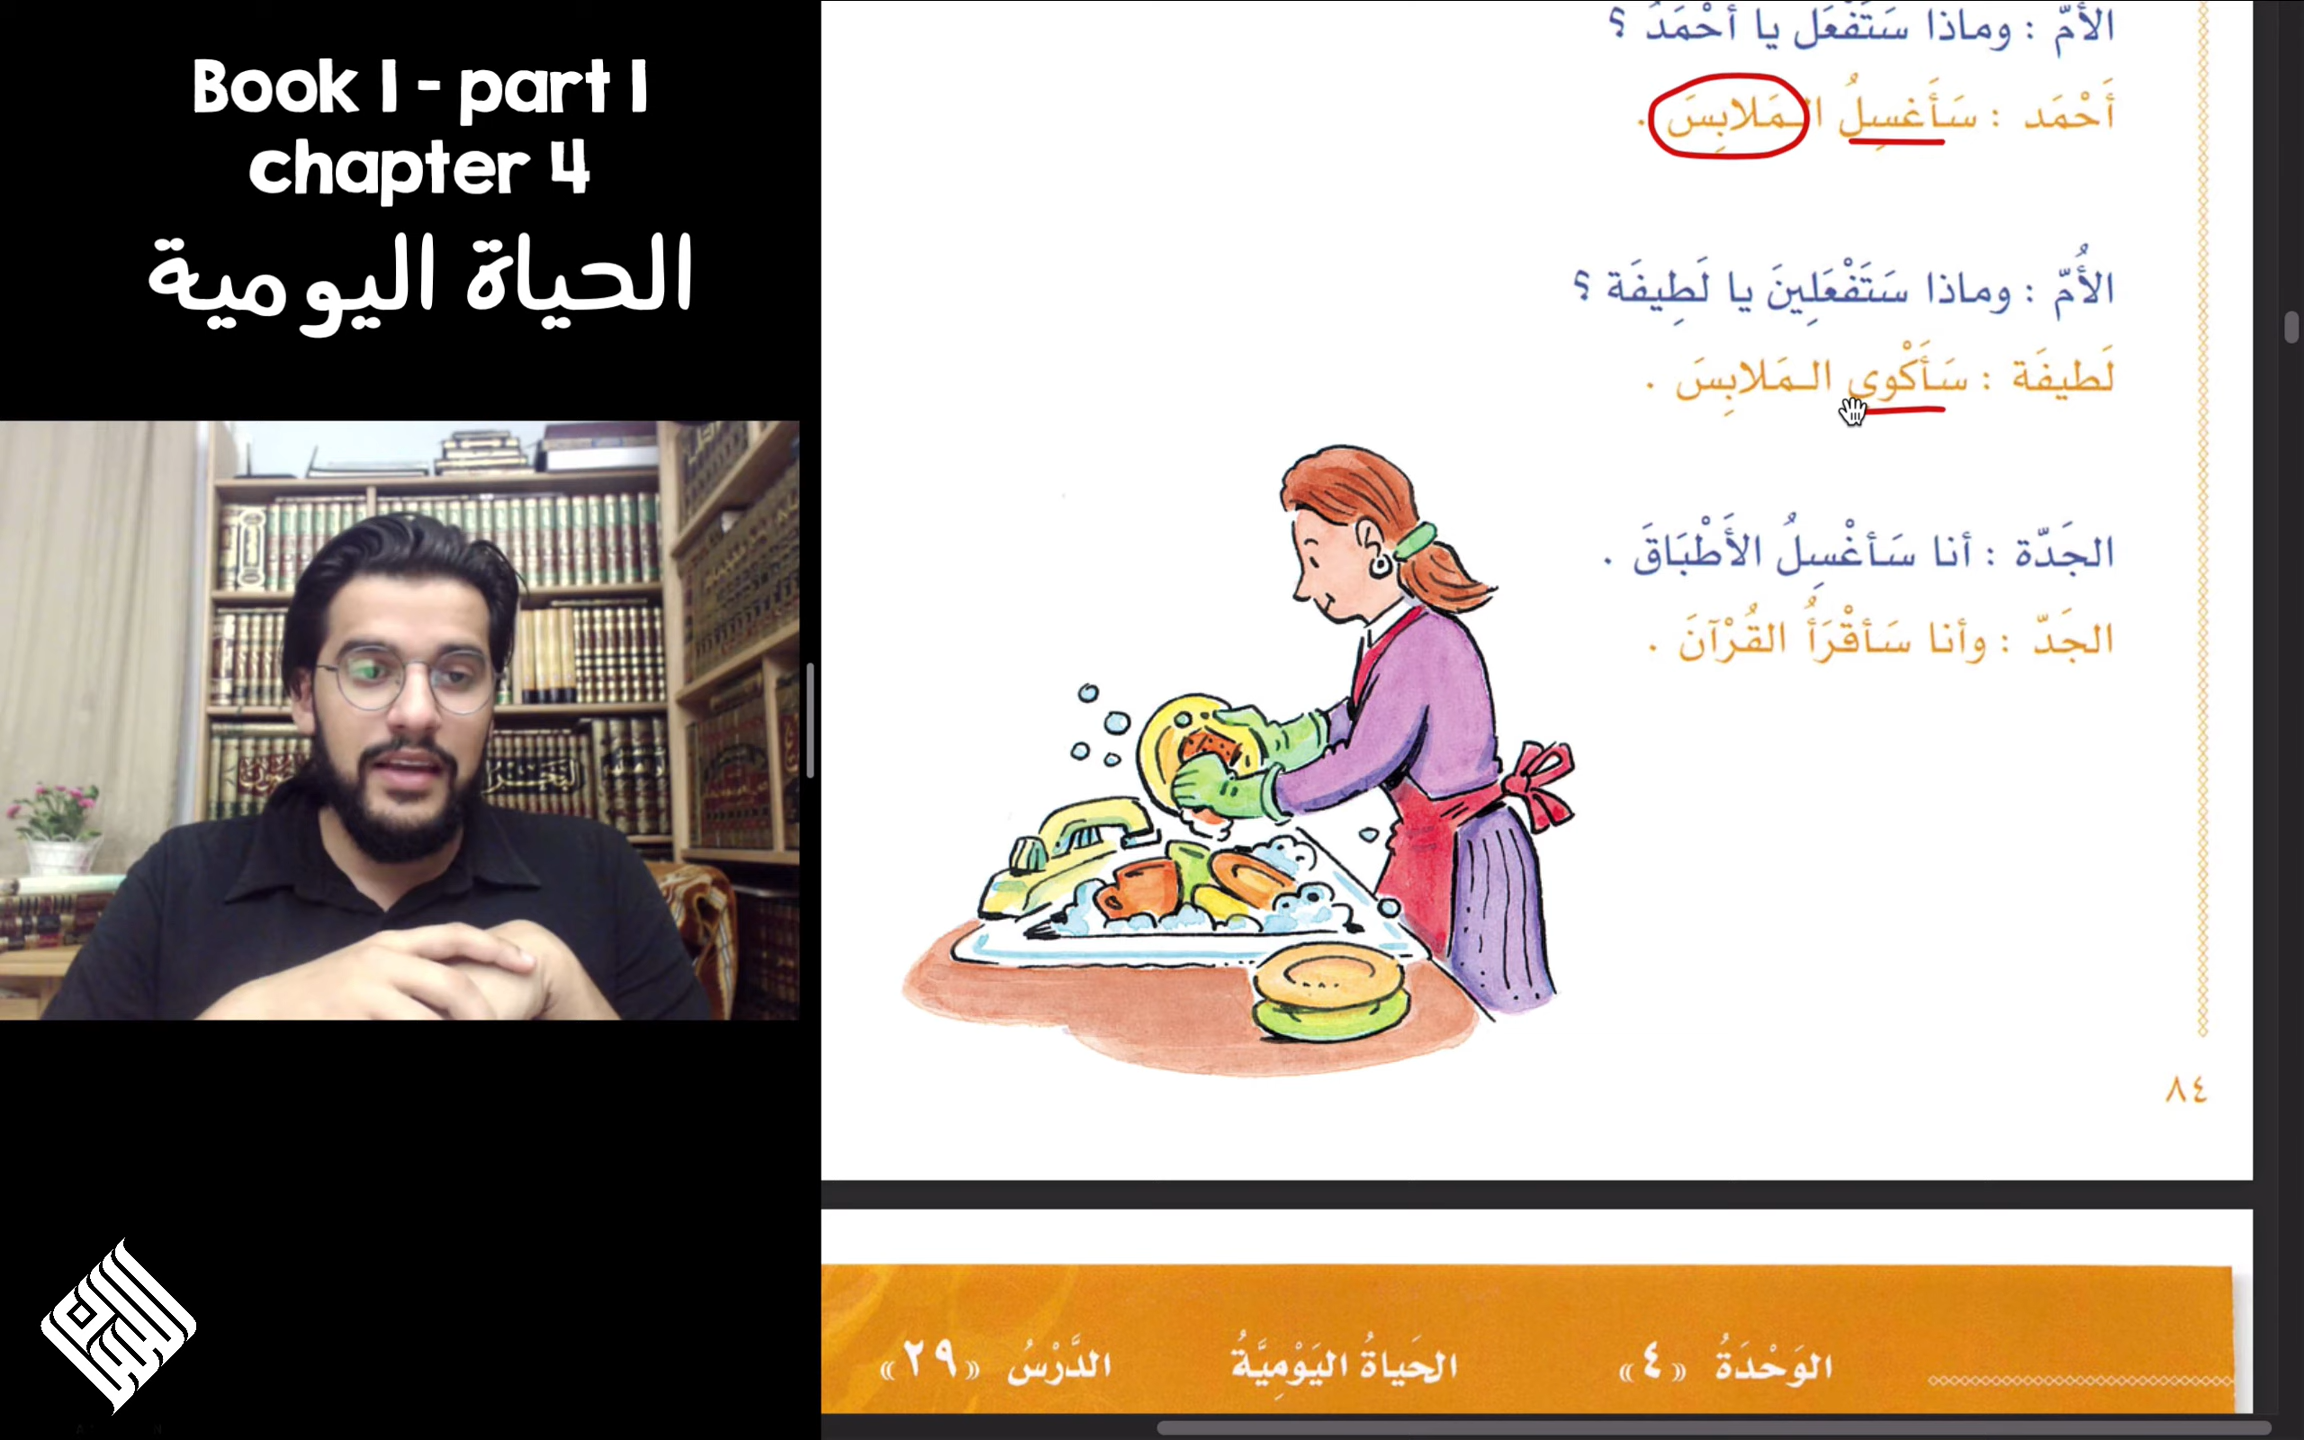 Book 1 - part 1
chapter 4
الحياة اليومية
الأمّ : وماذا سَتَفْعَل يا أحْمَدُ ؟
أَحْمَد : سَأَغسِلُ المَلابِسَ .
الأُمّ : وماذا سَتَفْعَلِينَ يا لَطِيفَة ؟
لَطيفَة : سَأَكْوي المَلابِسَ .
الجَدّة : أنا سَأغْسِلُ الأَطْبَاقَ .
الجَدّ : وأنا سَأقْرَأُ القُرْآنَ .
٨٤
الوَحْدَةُ «٤» الحَياةُ اليَوْمِيَّةُ الدَّرْسُ «٢٩»